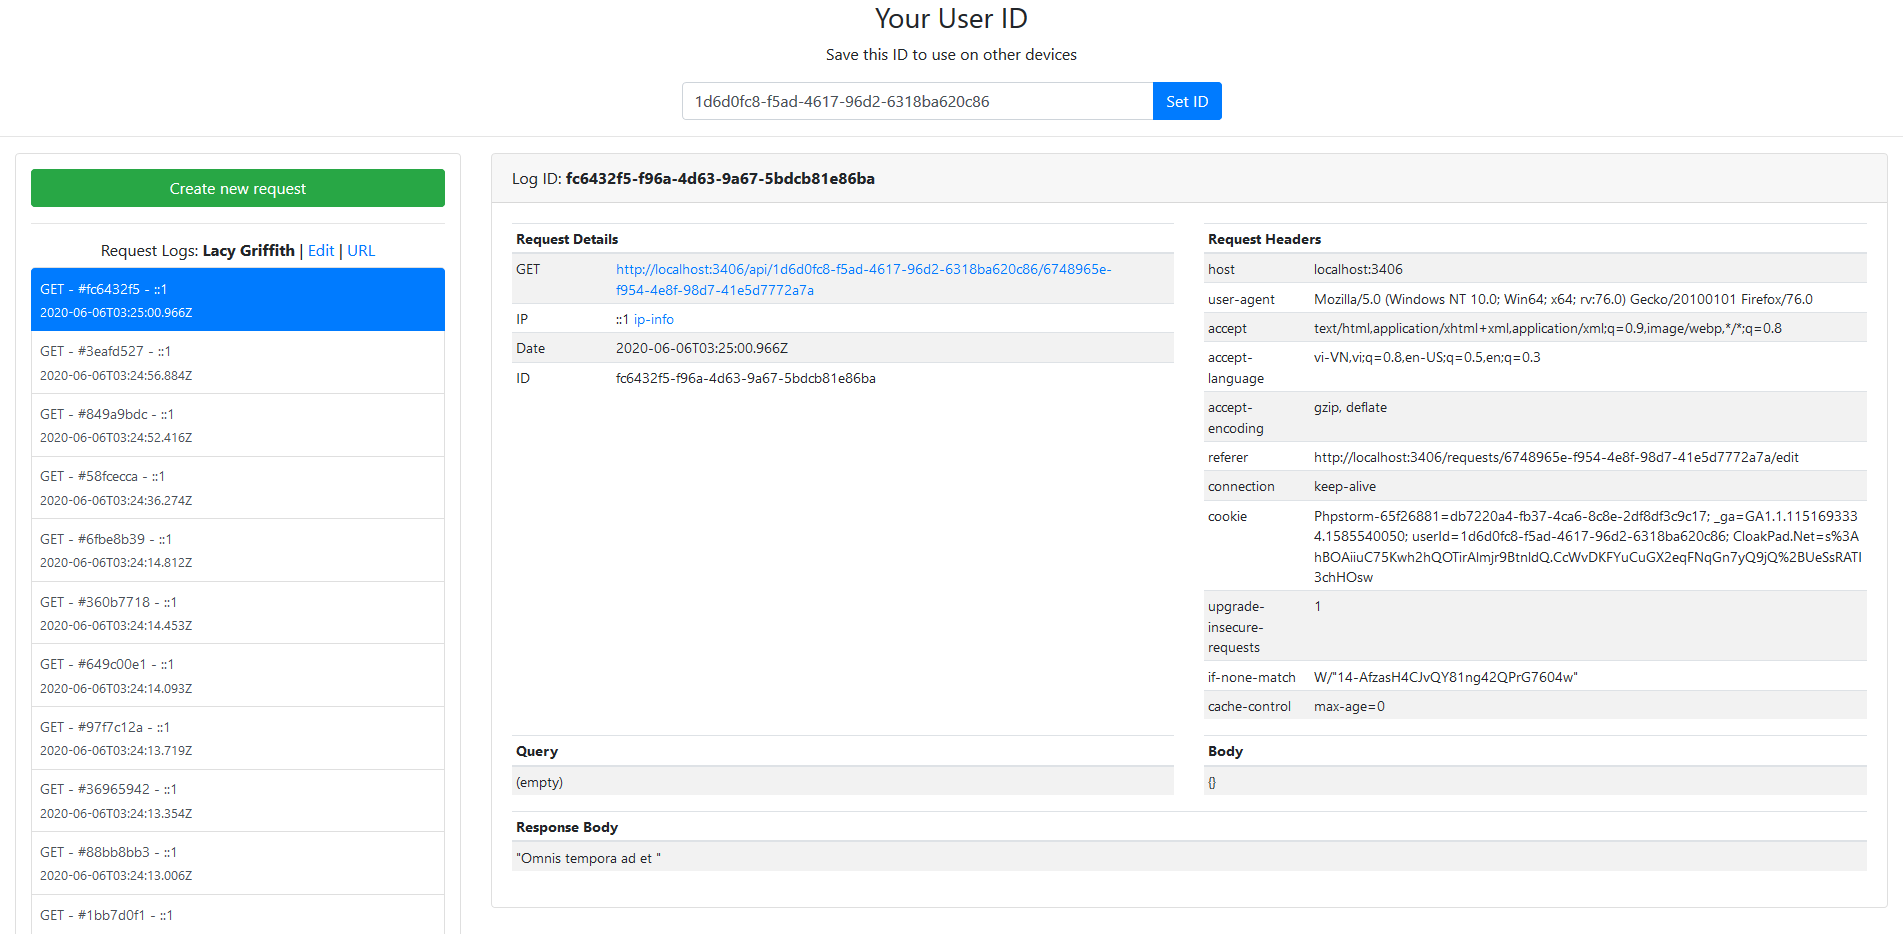 Your User ID
Save this ID to use on other devices
1d6d0fc8-f5ad-4617-96d2-6318ba620c86 Set ID
Create new request
Request Logs: Lacy Griffith | Edit | URL
GET - #fc6432f5 - ::1
2020-06-06T03:25:00.966Z
GET - #3eafd527 - ::1
2020-06-06T03:24:56.884Z
GET - #849a9bdc - ::1
2020-06-06T03:24:52.416Z
GET - #58fcecca - ::1
2020-06-06T03:24:36.274Z
GET - #6fbe8b39 - ::1
2020-06-06T03:24:14.812Z
GET - #360b7718 - ::1
2020-06-06T03:24:14.453Z
GET - #649c00e1 - ::1
2020-06-06T03:24:14.093Z
GET - #97f7c12a - ::1
2020-06-06T03:24:13.719Z
GET - #36965942 - ::1
2020-06-06T03:24:13.354Z
GET - #88bb8bb3 - ::1
2020-06-06T03:24:13.006Z
GET - #1bb7d0f1 - ::1
Log ID: fc6432f5-f96a-4d63-9a67-5bdcb81e86ba
Request Details
GET http://localhost:3406/api/1d6d0fc8-f5ad-4617-96d2-6318ba620c86/6748965e-
f954-4e8f-98d7-41e5d7772a7a
IP ::1 ip-info
Date 2020-06-06T03:25:00.966Z
ID fc6432f5-f96a-4d63-9a67-5bdcb81e86ba
Request Headers
host localhost:3406
user-agent Mozilla/5.0 (Windows NT 10.0; Win64; x64; rv:76.0) Gecko/20100101 Firefox/76.0
accept text/html,application/xhtml+xml,application/xml;q=0.9,image/webp,*/*;q=0.8
accept- vi-VN,vi;q=0.8,en-US;q=0.5,en;q=0.3
language
accept- gzip, deflate
encoding
referer http://localhost:3406/requests/6748965e-f954-4e8f-98d7-41e5d7772a7a/edit
connection keep-alive
cookie Phpstorm-65f26881=db7220a4-fb37-4ca6-8c8e-2df8df3c9c17; _ga=GA1.1.115169333
4.1585540050; userId=1d6d0fc8-f5ad-4617-96d2-6318ba620c86; CloakPad.Net=s%3A
hBOAiiuC75Kwh2hQOTirAlmjr9BtnldQ.CcWvDKFYuCuGX2eqFNqGn7yQ9jQ%2BUeSsRATI
3chHOsw
upgrade- 1
insecure-
requests
if-none-match W/"14-AfzasH4CJvQY81ng42QPrG7604w"
cache-control max-age=0
Query
(empty)
Body
{}
Response Body
"Omnis tempora ad et "